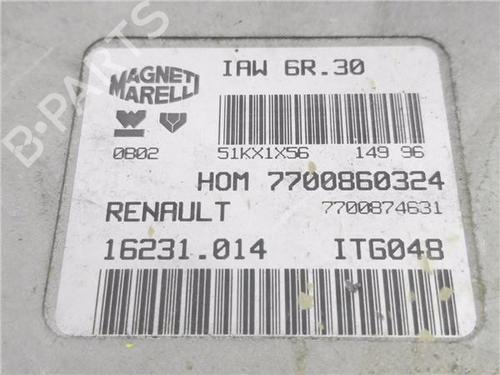 B-PARTS
MAGNETI MARELLI
IAW 6R.30
0802 51KX1X56 149 96
HOM 7700860324
RENAULT 7700874631
16231.014 ITG048